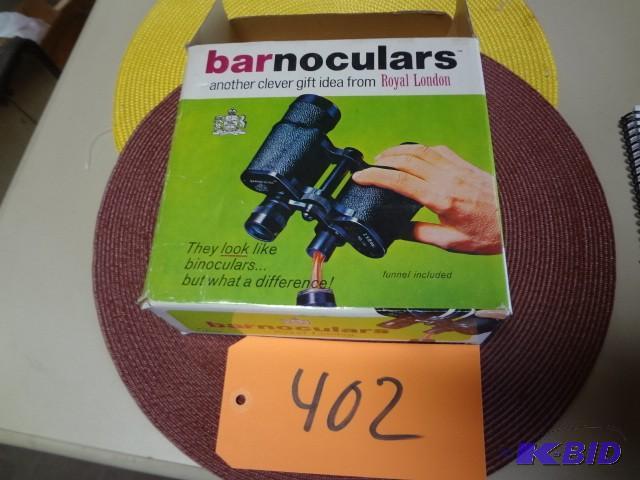 barnoculars™
another clever gift idea from Royal London
They look like
binoculars...
but what a difference!
funnel included
barnoculars
402
K-BID